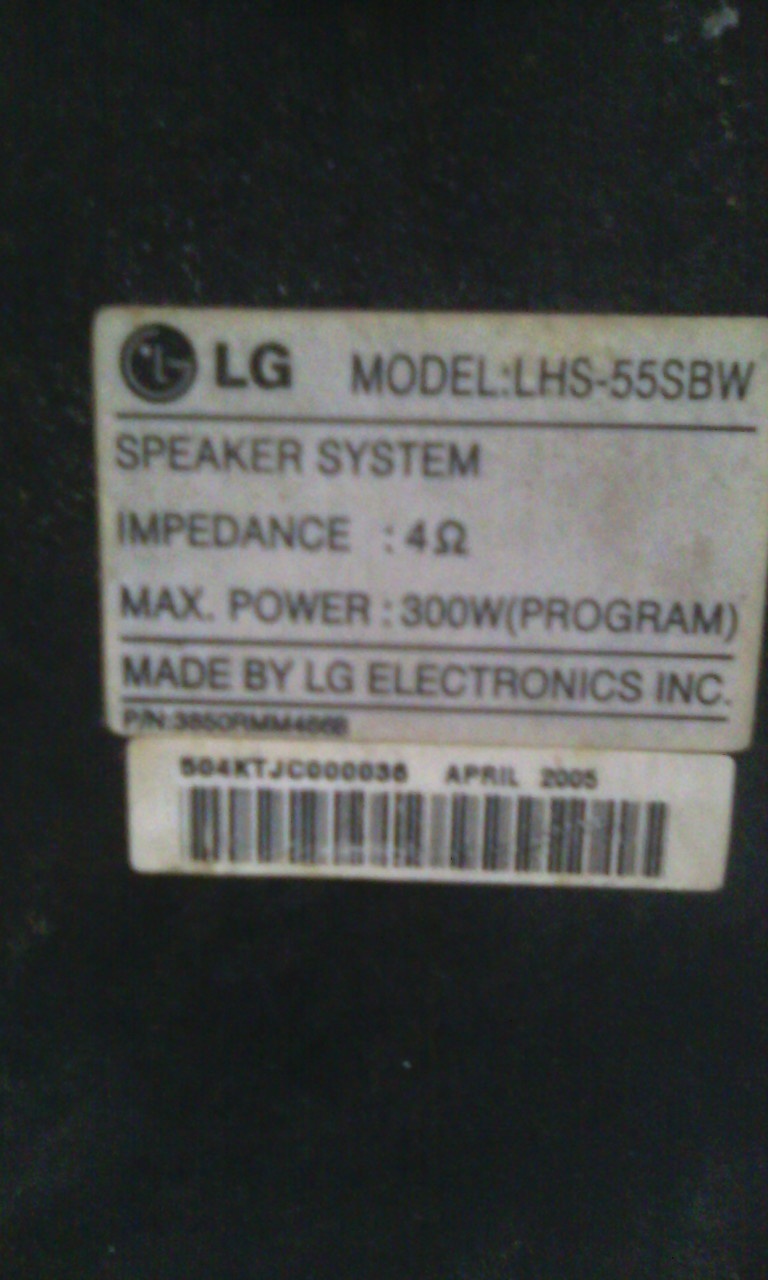 LG MODEL:LHS-55SBW
SPEAKER SYSTEM
IMPEDANCE : 4Ω
MAX. POWER : 300W(PROGRAM)
MADE BY LG ELECTRONICS INC.
504KTJC000036 APRIL 2005